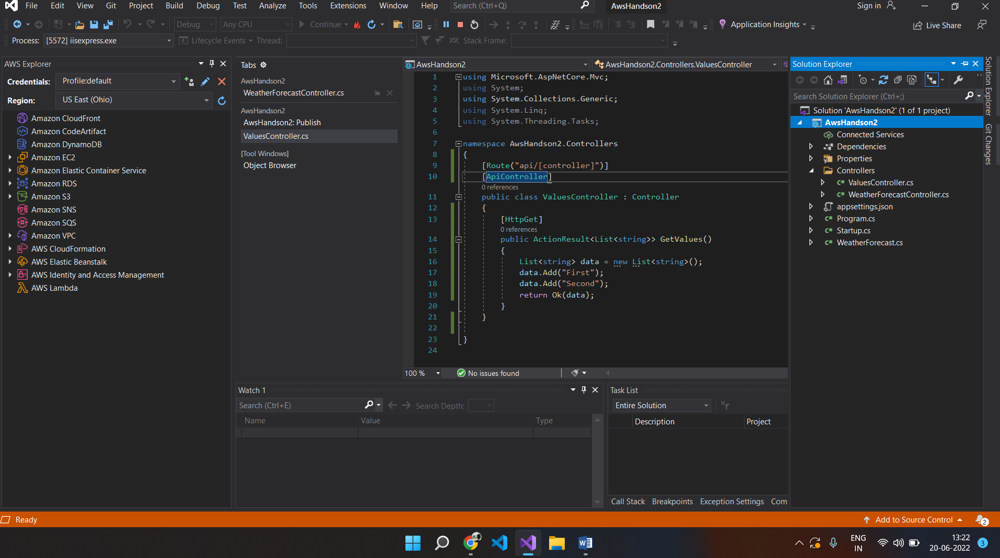 File Edit View Git Project Build Debug Test Analyze Tools Extensions Window Help Search (Ctrl+Q) AwsHandson2 Sign in
Debug Any CPU Continue Application Insights Live Share
Process: [5572] iisexpress.exe Lifecycle Events Thread: Stack Frame:
AWS Explorer
Credentials: Profile:default
Region: US East (Ohio)
Amazon CloudFront
Amazon CodeArtifact
Amazon DynamoDB
Amazon EC2
Amazon Elastic Container Service
Amazon RDS
Amazon S3
Amazon SNS
Amazon SQS
Amazon VPC
AWS CloudFormation
AWS Elastic Beanstalk
AWS Identity and Access Management
AWS Lambda
Tabs
AwsHandson2
WeatherForecastController.cs
AwsHandson2
AwsHandson2: Publish
ValuesController.cs
[Tool Windows]
Object Browser
AwsHandson2 AwsHandson2.Controllers.ValuesController
1 using Microsoft.AspNetCore.Mvc;
2 using System;
3 using System.Collections.Generic;
4 using System.Linq;
5 using System.Threading.Tasks;
6
7 namespace AwsHandson2.Controllers
8 {
9 [Route("api/[controller]")]
10 [ApiController]
0 references
11 public class ValuesController : Controller
12 {
13 [HttpGet]
0 references
14 public ActionResult<List<string>> GetValues()
15 {
16 List<string> data = new List<string>();
17 data.Add("First");
18 data.Add("Second");
19 return Ok(data);
20 }
21 }
22
23 }
24
100 % No issues found
Watch 1
Search (Ctrl+E) Search Depth:
Name Value Type
Task List
Entire Solution
Description Project
Call Stack Breakpoints Exception Settings Com
Solution Explorer
Search Solution Explorer (Ctrl+;)
Solution 'AwsHandson2' (1 of 1 project)
AwsHandson2
Connected Services
Dependencies
Properties
Controllers
ValuesController.cs
WeatherForecastController.cs
appsettings.json
Program.cs
Startup.cs
WeatherForecast.cs
Solution Explorer
Git Changes
Ready Add to Source Control 2
ENG
IN
13:22
20-06-2022
3